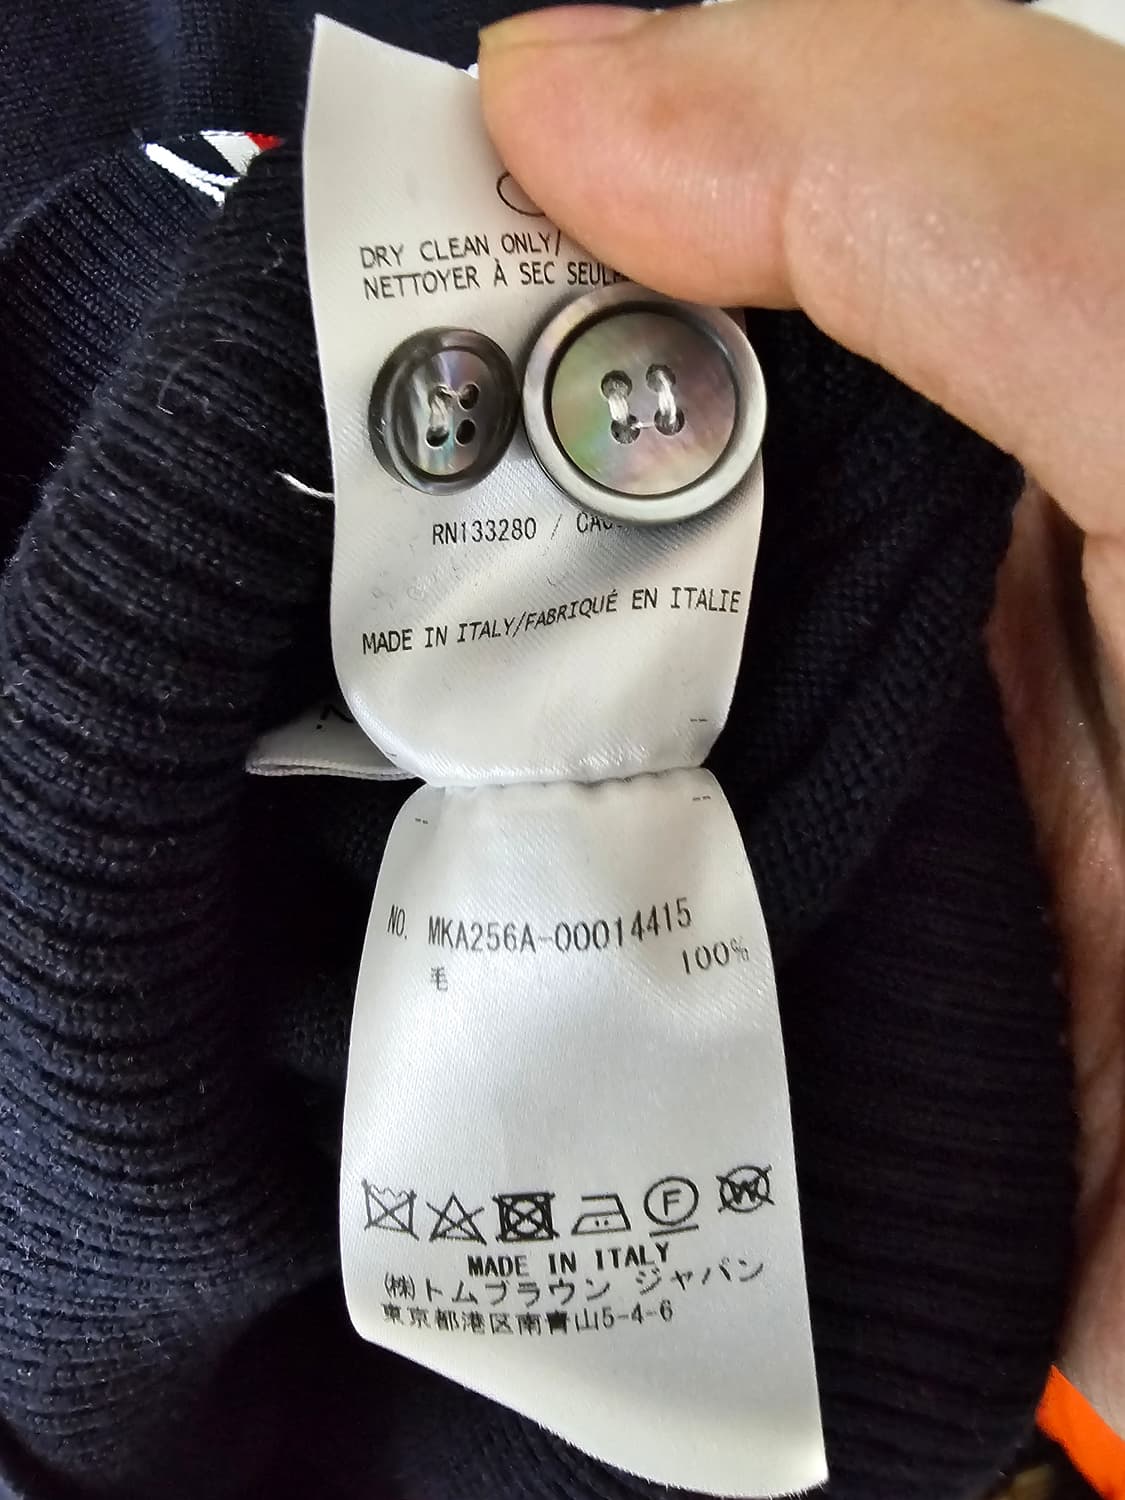 DRY CLEAN ONLY/
NETTOYER À SEC
RN133280 /
MADE IN ITALY/FABRIQUÉ EN ITALIE
NO. MKA256A-00014415
毛 100%
F
W
MADE IN ITALY
(株)トムブラウン ジャパン
東京都港区南青山5-4-6